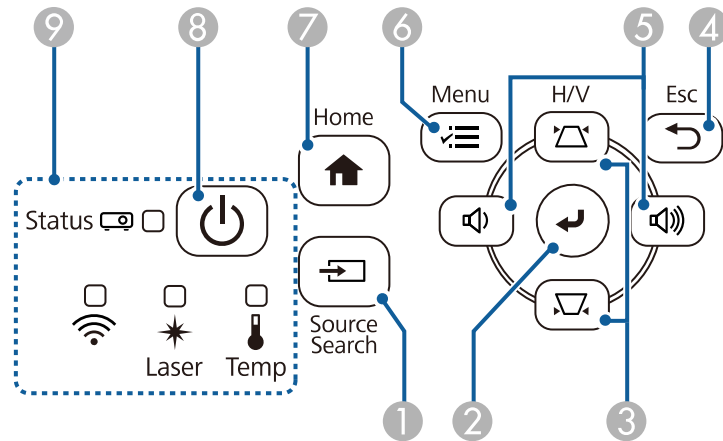 9
8
7
6
5
4
Menu
H/V
Esc
Home
Status
Source
Search
Laser
Temp
1
2
3